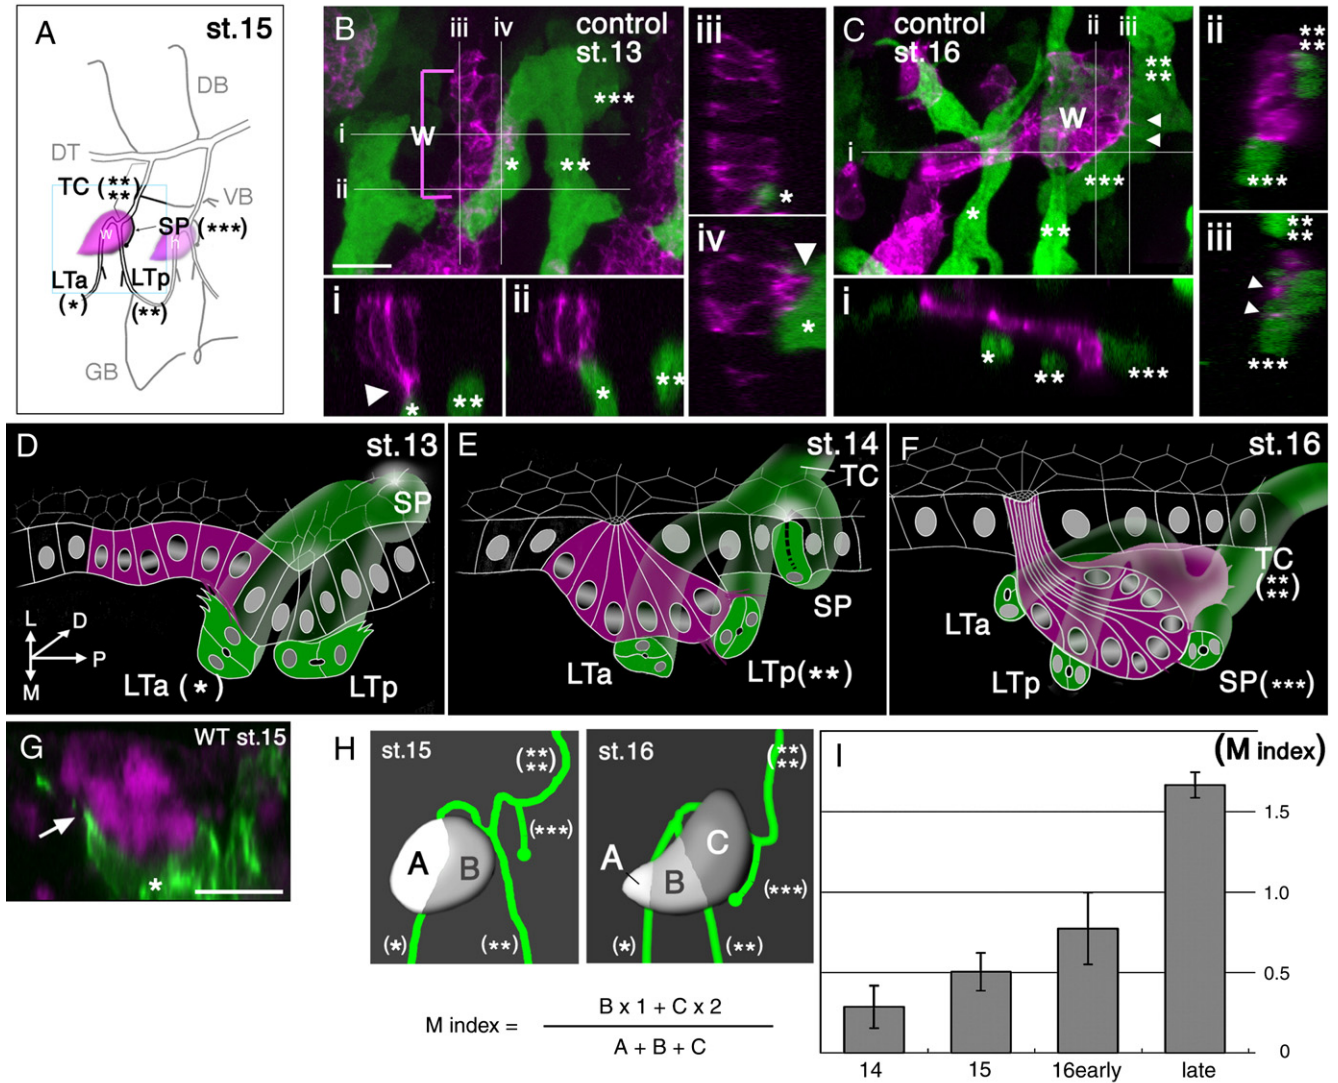 A
st.15
DB
DT
TC (**
**)
VB
SP (***)
w
LTa
(*)
LTp
(**)
GB
B
iii
iv
control
st.13
***
i
W
*
**
ii
i
*
**
ii
*
**
iii
*
iv
*
C
control
st.16
ii
iii
**
**
W
i
***
*
**
i
*
**
***
ii
**
**
***
iii
**
**
***
D
st.13
SP
L
D
P
M
LTa (*)
LTp
E
st.14
TC
SP
LTa
LTp(**)
F
st.16
TC
(**
**)
LTa
LTp
SP(***)
G
WT st.15
*
H
st.15
(**
**)
(***)
A
B
(*)
(**)
st.16
(**
**)
C
A
B
(***)
(*)
(**)
M index =
B x 1 + C x 2
A + B + C
I
(M index)
1.5
1.0
0.5
0
14
15
16early
late